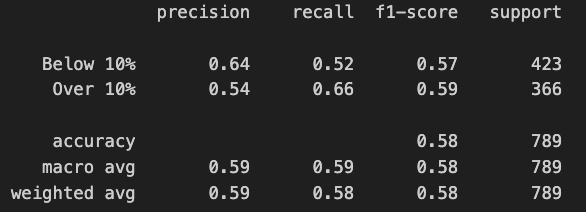 precision recall f1-score support
Below 10% 0.64 0.52 0.57 423
Over 10% 0.54 0.66 0.59 366
accuracy 0.58 789
macro avg 0.59 0.59 0.58 789
weighted avg 0.59 0.58 0.58 789